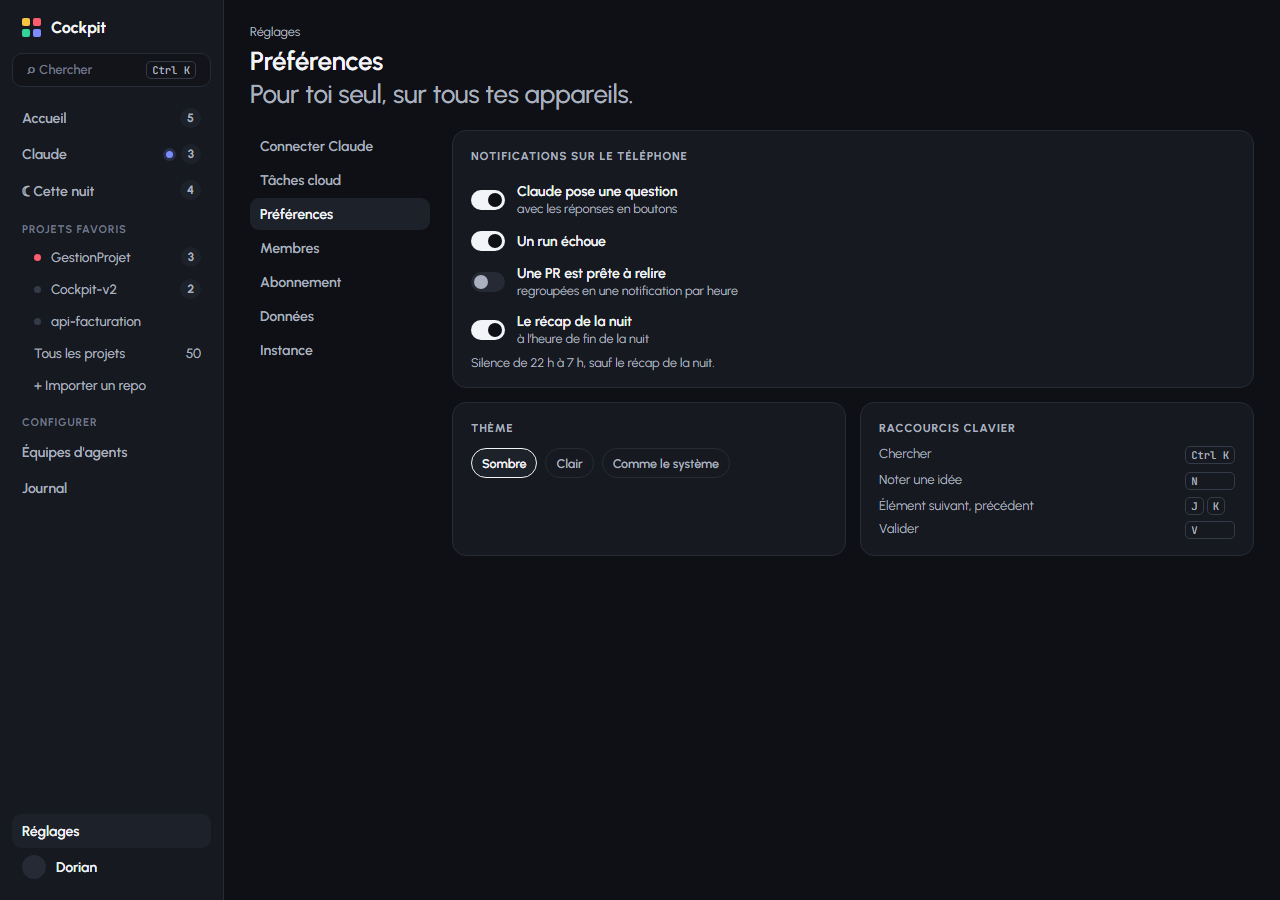 Cockpit
Chercher Ctrl K
Accueil 5
Claude 3
Cette nuit 4
PROJETS FAVORIS
GestionProjet 3
Cockpit-v2 2
api-facturation
Tous les projets 50
+ Importer un repo
CONFIGURER
Équipes d'agents
Journal
Réglages
Dorian
Réglages
Préférences
Pour toi seul, sur tous tes appareils.
Connecter Claude
Tâches cloud
Préférences
Membres
Abonnement
Données
Instance
NOTIFICATIONS SUR LE TÉLÉPHONE
Claude pose une question
avec les réponses en boutons
Un run échoue
Une PR est prête à relire
regroupées en une notification par heure
Le récap de la nuit
à l'heure de fin de la nuit
Silence de 22 h à 7 h, sauf le récap de la nuit.
THÈME
Sombre Clair Comme le système
RACCOURCIS CLAVIER
Chercher Ctrl K
Noter une idée N
Élément suivant, précédent J K
Valider V